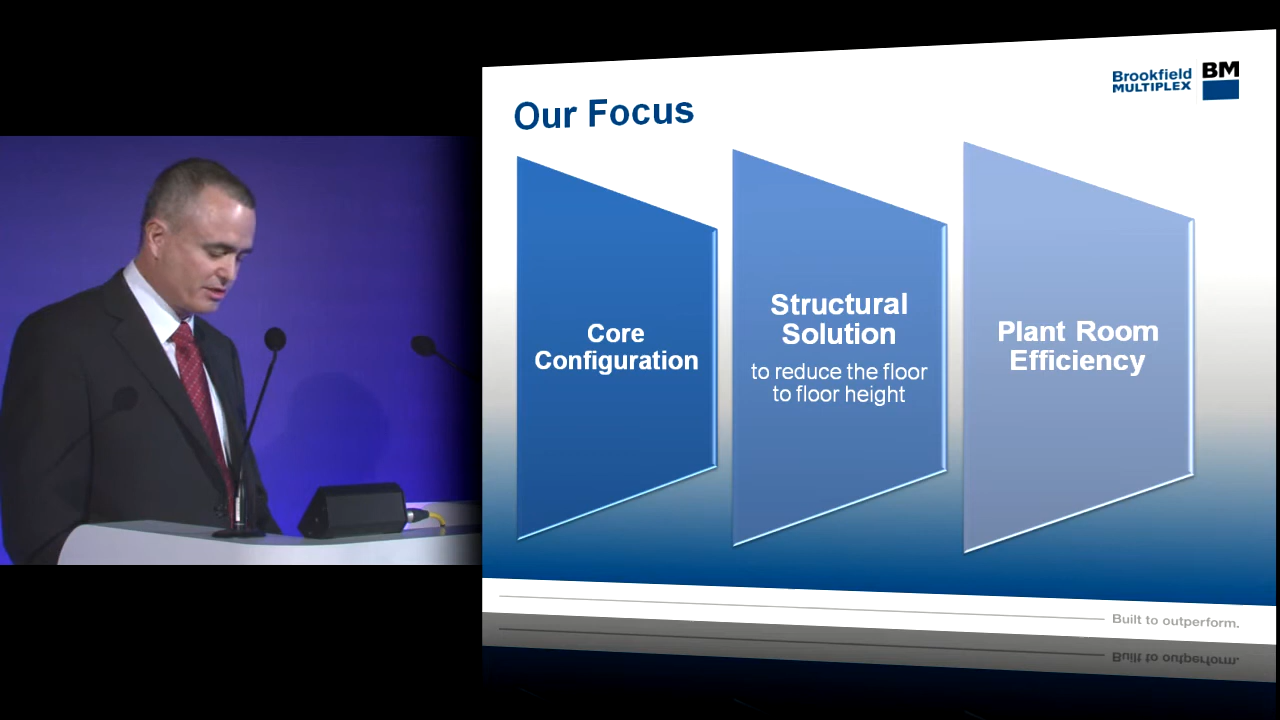 Brookfield
MULTIPLEX
BM
Our Focus
Core
Configuration
Structural
Solution
to reduce the floor
to floor height
Plant Room
Efficiency
Built to outperform.
Built to outperform.